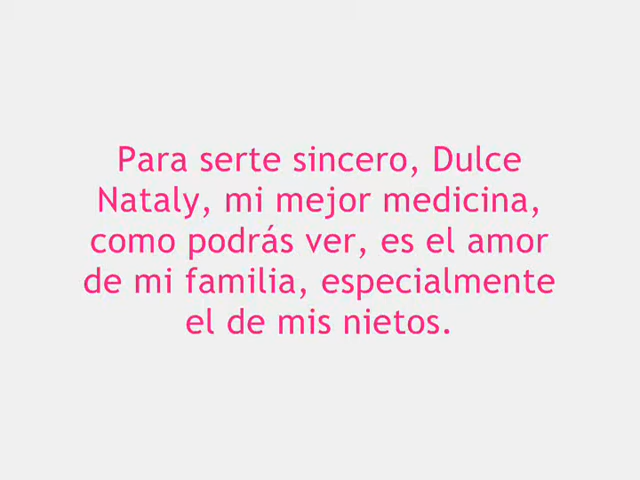 Para serte sincero, Dulce
Nataly, mi mejor medicina,
como podrás ver, es el amor
de mi familia, especialmente
el de mis nietos.